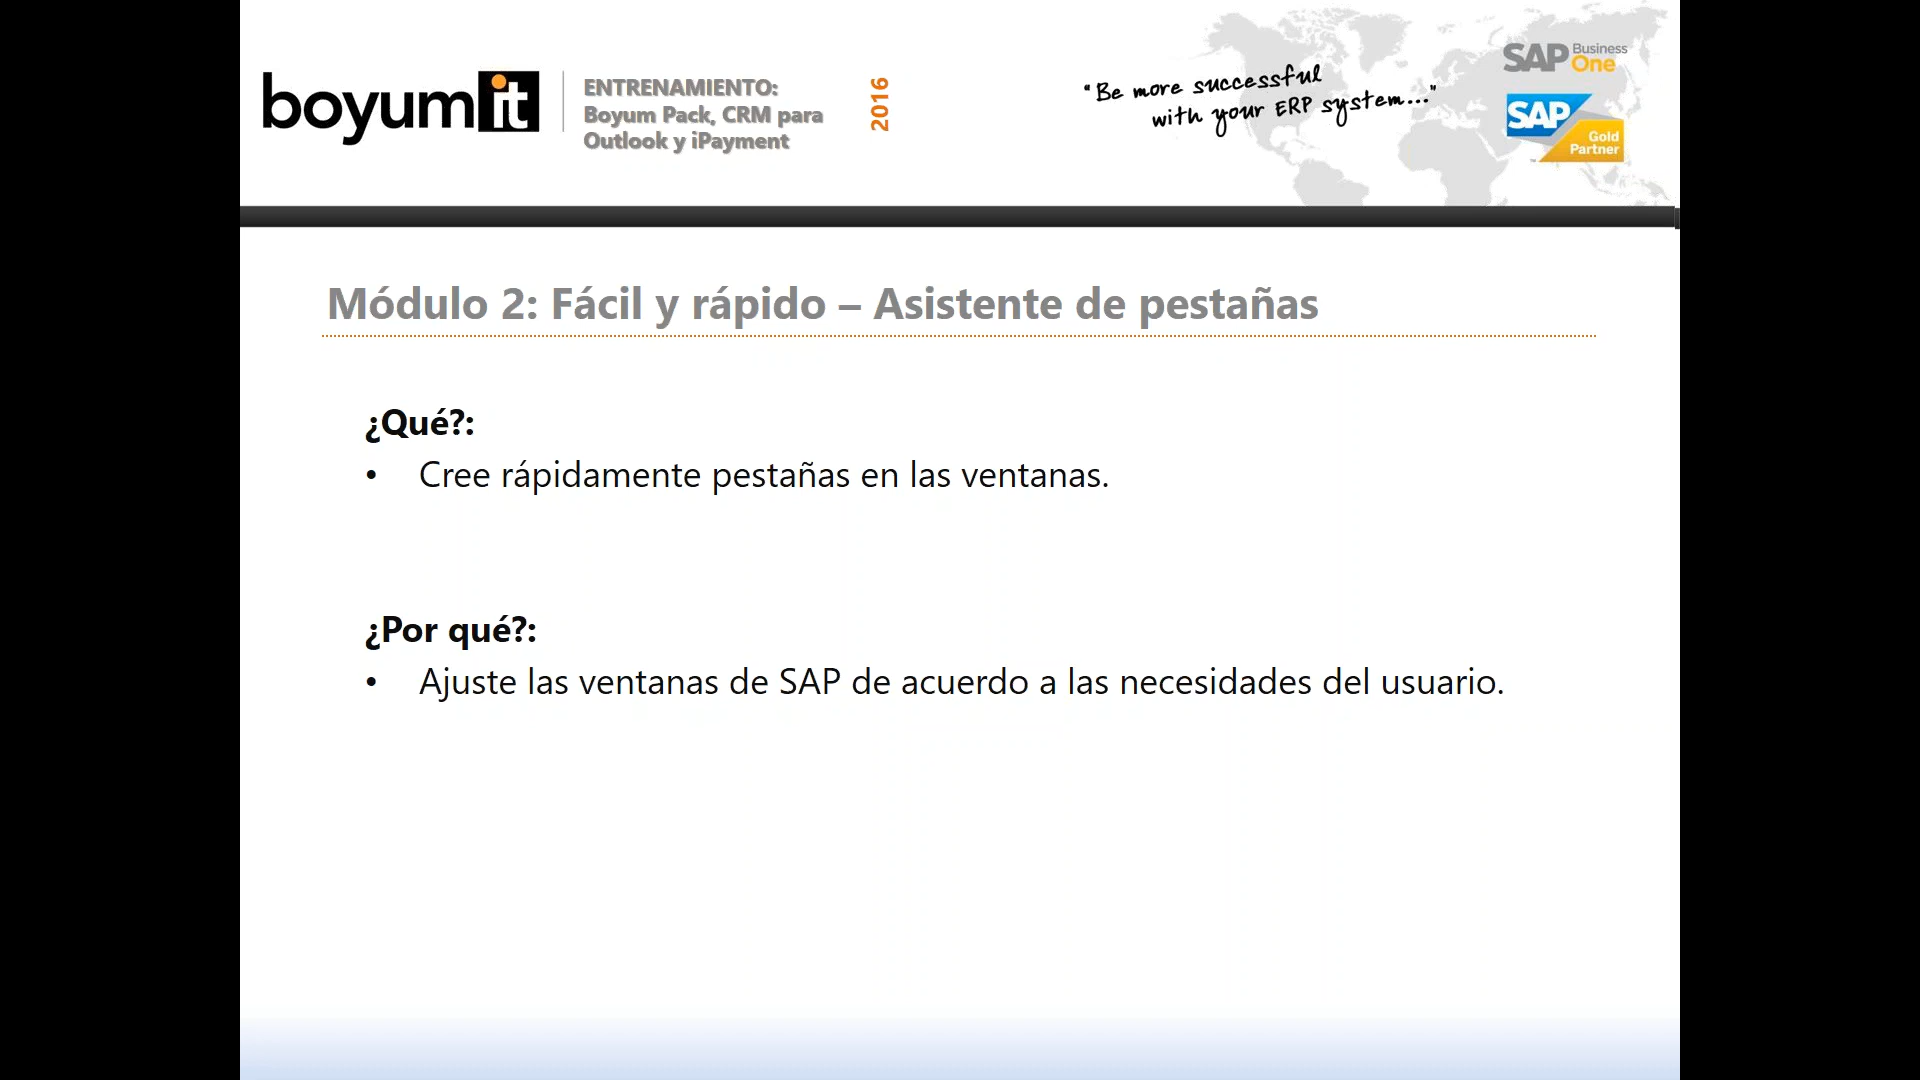 boyumit
ENTRENAMIENTO:
Boyum Pack, CRM para
Outlook y iPayment
2016
"Be more successful
with your ERP system..."
SAP Business One
SAP Gold Partner
Módulo 2: Fácil y rápido – Asistente de pestañas
¿Qué?:
• Cree rápidamente pestañas en las ventanas.
¿Por qué?:
• Ajuste las ventanas de SAP de acuerdo a las necesidades del usuario.